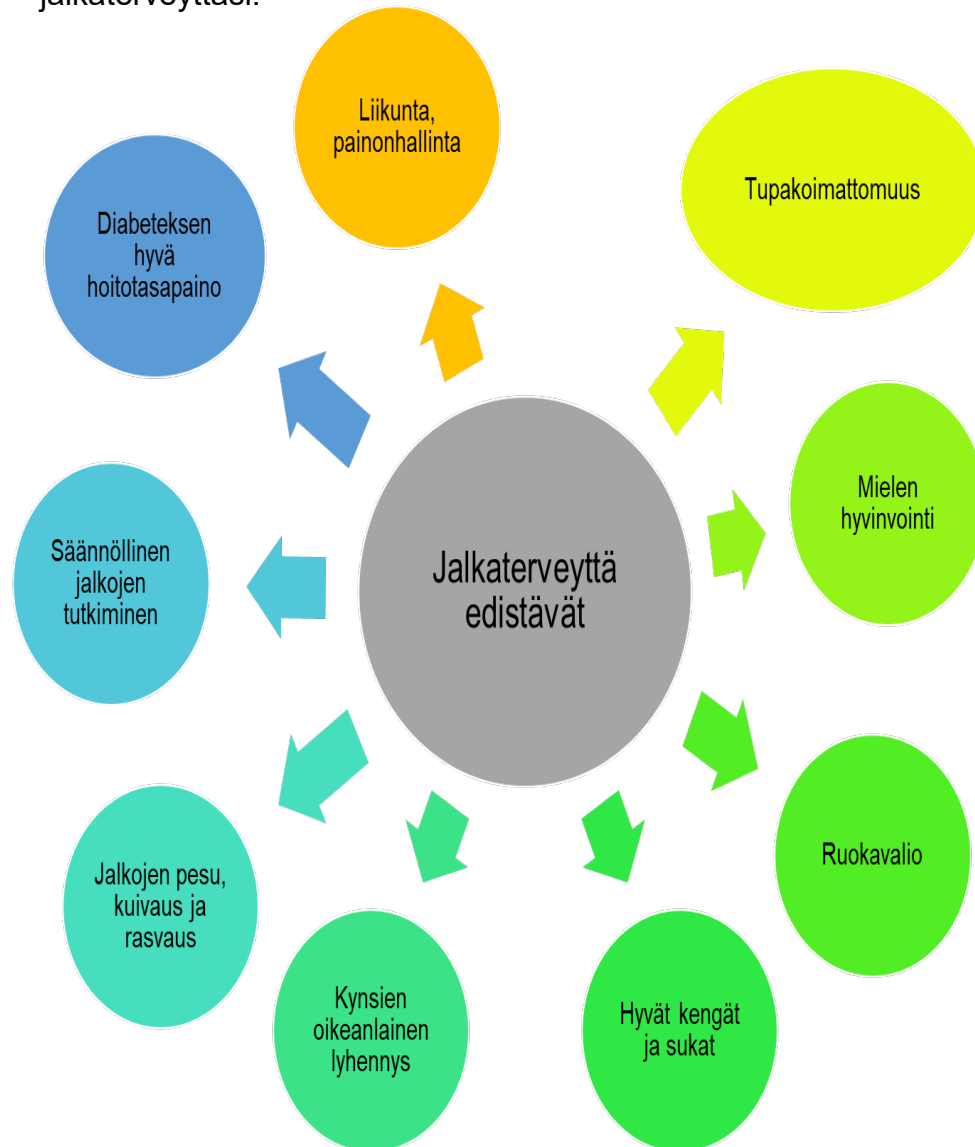 jalkaterveyttäsi.
Liikunta,
painonhallinta
Tupakoimattomuus
Diabeteksen
hyvä
hoitotasapaino
Mielen
hyvinvointi
Säännöllinen
jalkojen
tutkiminen
Jalkaterveyttä
edistävät
Ruokavalio
Jalkojen pesu,
kuivaus ja
rasvaus
Kynsien
oikeanlainen
lyhennys
Hyvät kengät
ja sukat